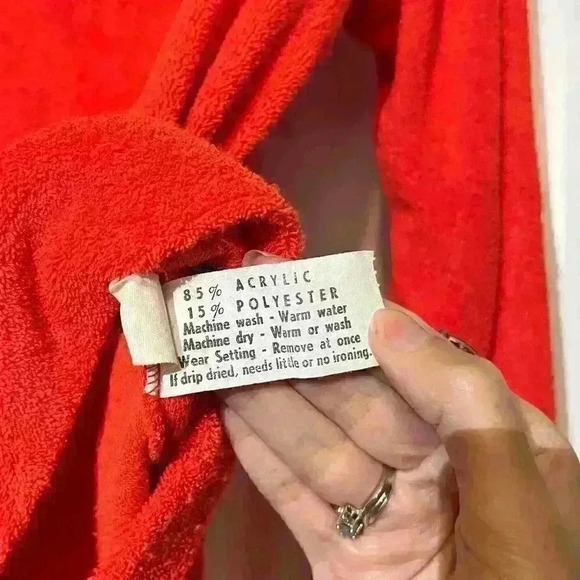 85% ACRYLIC
15% POLYESTER
Machine wash - Warm water
Machine dry - Warm or wash
Wear Setting - Remove at once
If drip dried, needs little or no ironing.